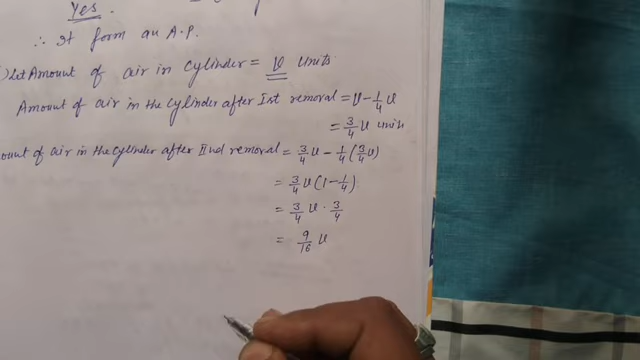 Yes.
∴ It form an A.P.
) Let Amount of air in cylinder = V Units
Amount of air in the cylinder after Ist removal = V - 1/4 V
= 3/4 V units
mount of air in the cylinder after IInd removal = 3/4 V - 1/4 (3/4 V)
= 3/4 V (1 - 1/4)
= 3/4 V · 3/4
= 9/16 V